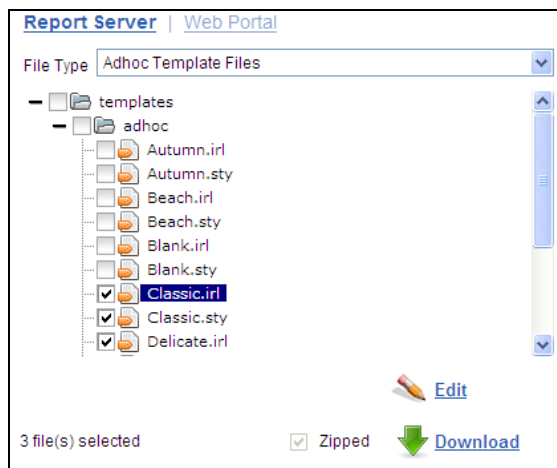 Report Server | Web Portal
File Type Adhoc Template Files
templates
adhoc
Autumn.irl
Autumn.sty
Beach.irl
Beach.sty
Blank.irl
Blank.sty
Classic.irl
Classic.sty
Delicate.irl
Edit
3 file(s) selected Zipped Download